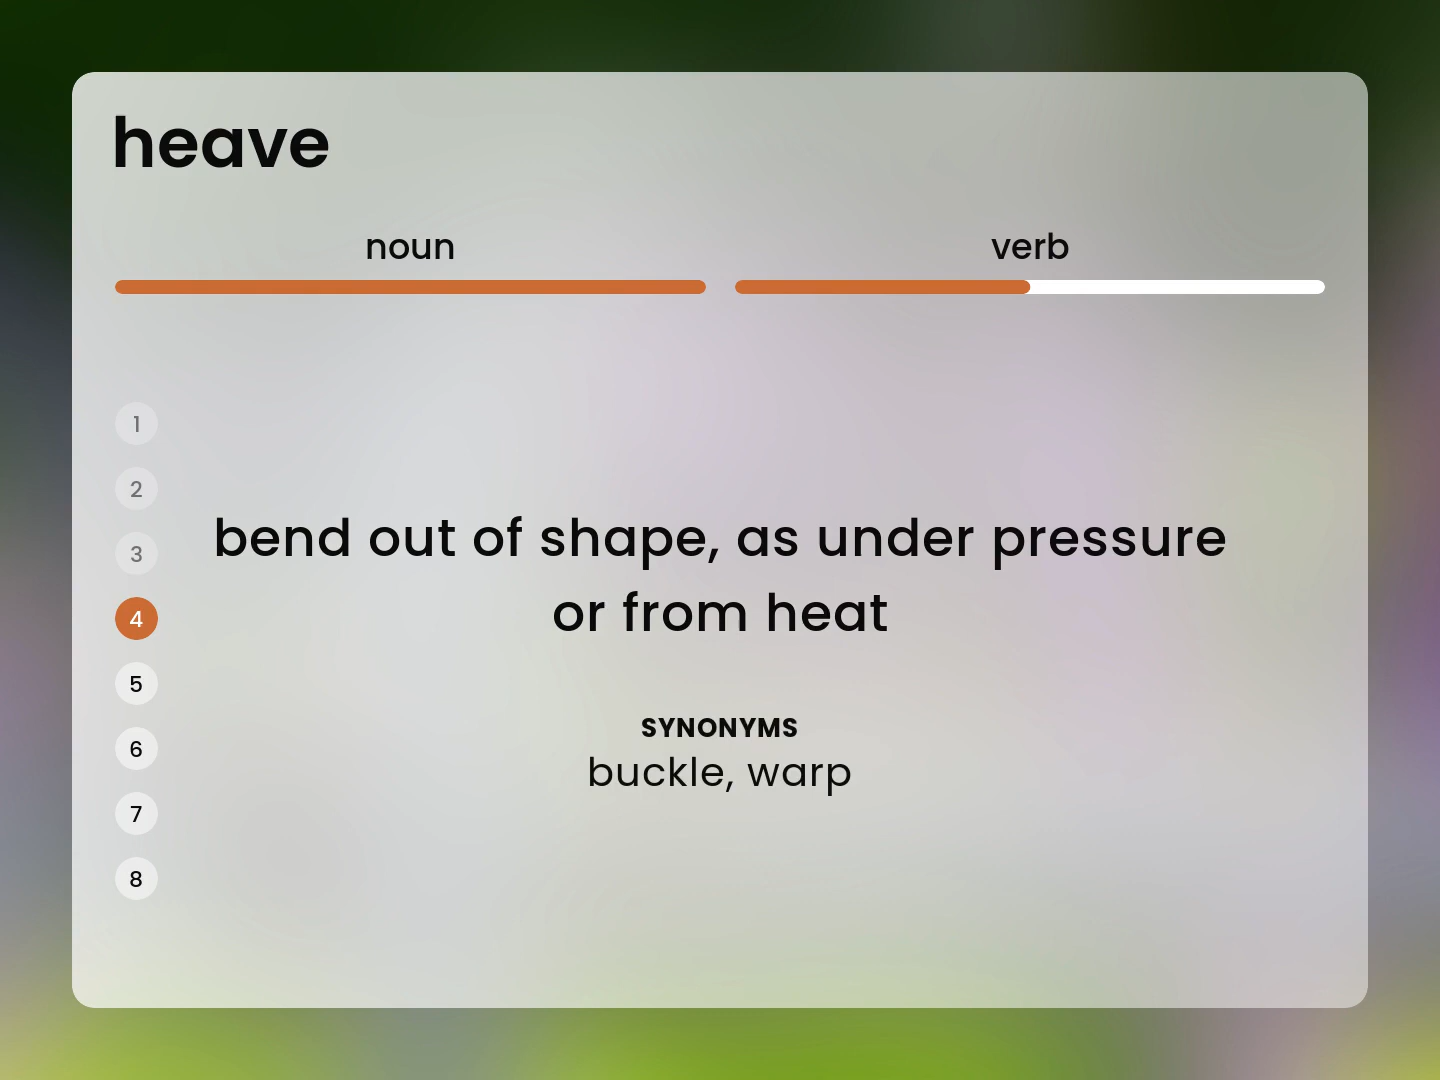 heave
noun
verb
1
2
3
4
5
6
7
8
bend out of shape, as under pressure
or from heat
SYNONYMS
buckle, warp